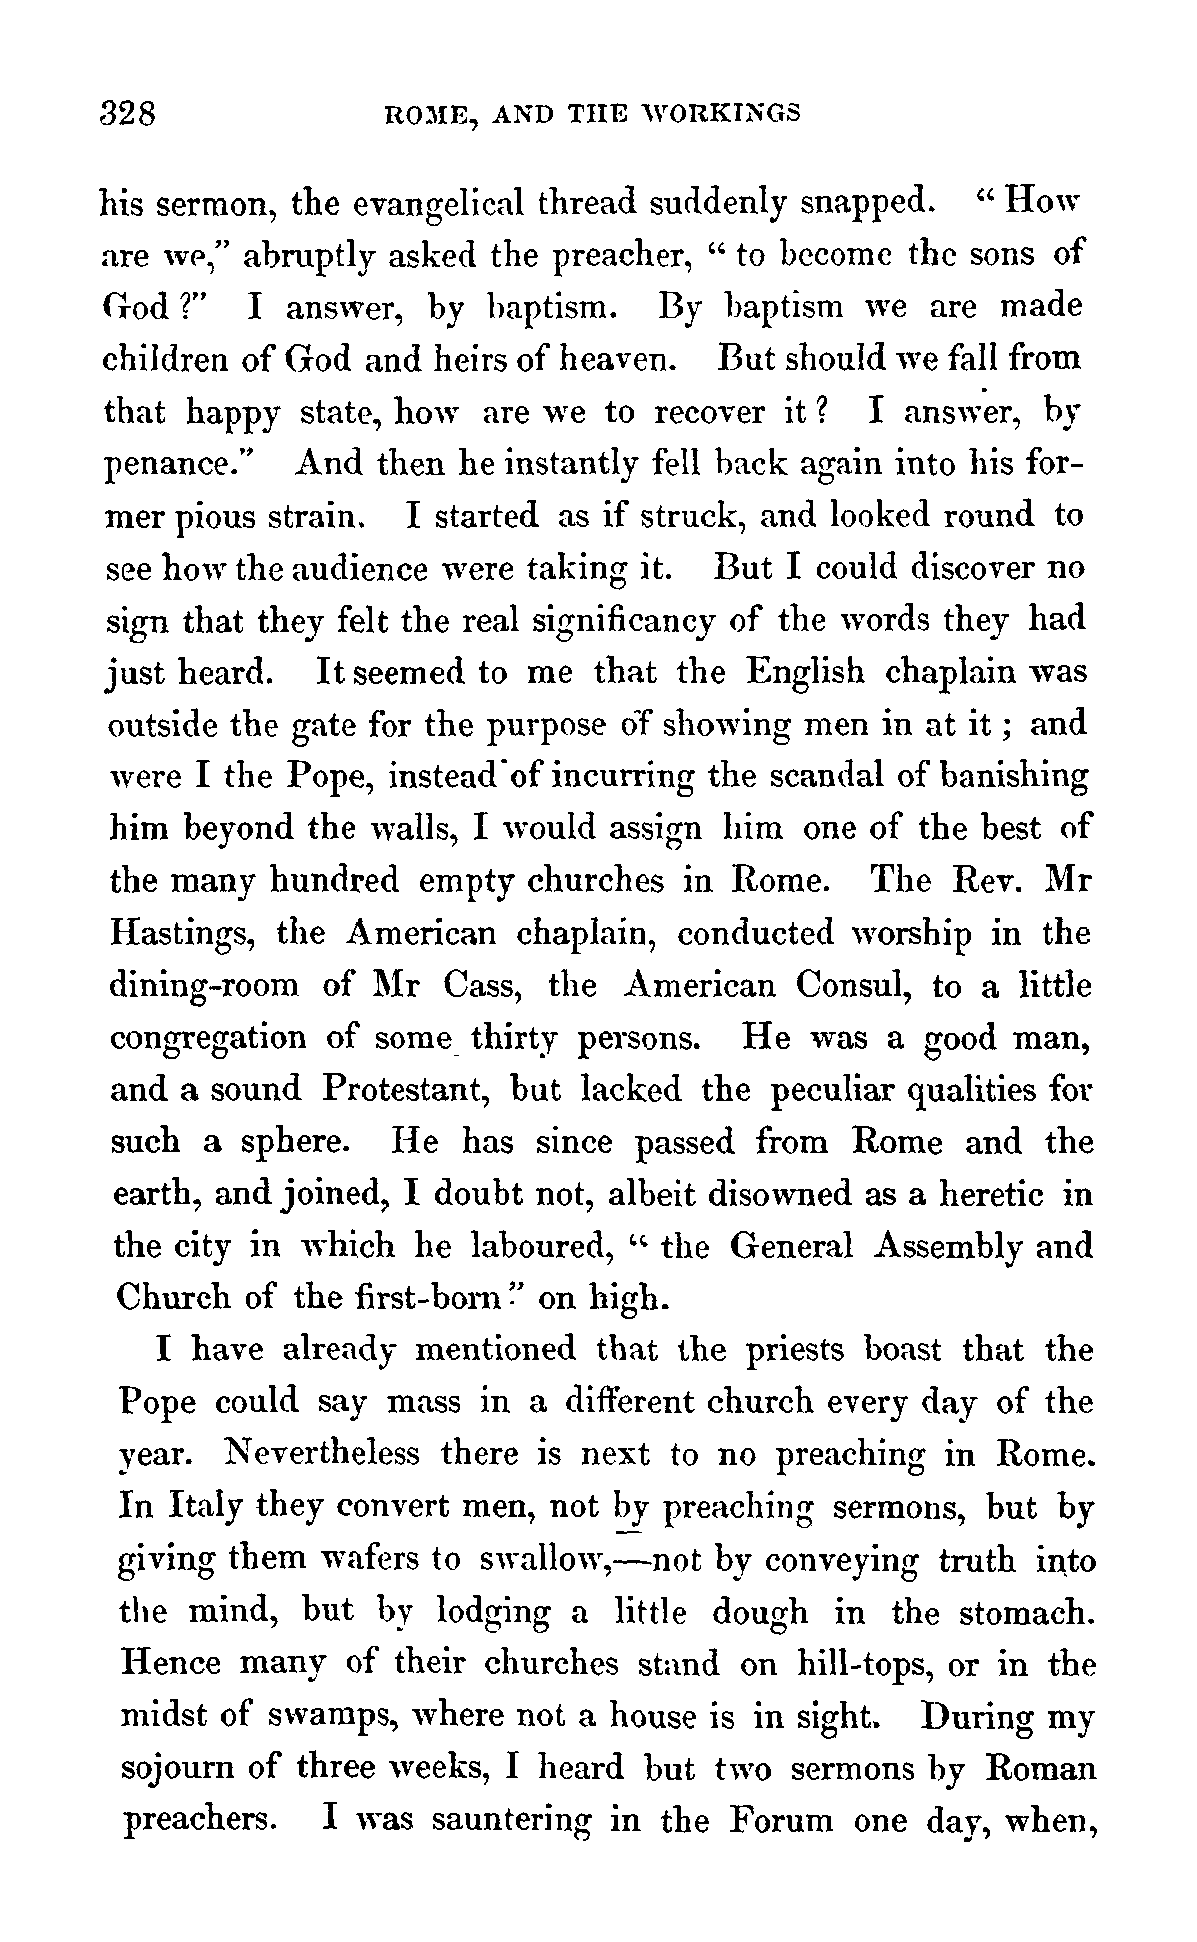 328 ROME, AND THE WORKINGS
his sermon, the evangelical thread suddenly snapped. “ How
are we,” abruptly asked the preacher, “ to become the sons of
God ?” I answer, by baptism. By baptism we are made
children of God and heirs of heaven. But should we fall from
that happy state, how are we to recover it ? I answer, by
penance.” And then he instantly fell back again into his for-
mer pious strain. I started as if struck, and looked round to
see how the audience were taking it. But I could discover no
sign that they felt the real significancy of the words they had
just heard. It seemed to me that the English chaplain was
outside the gate for the purpose of showing men in at it ; and
were I the Pope, instead of incurring the scandal of banishing
him beyond the walls, I would assign him one of the best of
the many hundred empty churches in Rome. The Rev. Mr
Hastings, the American chaplain, conducted worship in the
dining-room of Mr Cass, the American Consul, to a little
congregation of some thirty persons. He was a good man,
and a sound Protestant, but lacked the peculiar qualities for
such a sphere. He has since passed from Rome and the
earth, and joined, I doubt not, albeit disowned as a heretic in
the city in which he laboured, “ the General Assembly and
Church of the first-born” on high.
I have already mentioned that the priests boast that the
Pope could say mass in a different church every day of the
year. Nevertheless there is next to no preaching in Rome.
In Italy they convert men, not by preaching sermons, but by
giving them wafers to swallow,—not by conveying truth into
the mind, but by lodging a little dough in the stomach.
Hence many of their churches stand on hill-tops, or in the
midst of swamps, where not a house is in sight. During my
sojourn of three weeks, I heard but two sermons by Roman
preachers. I was sauntering in the Forum one day, when,